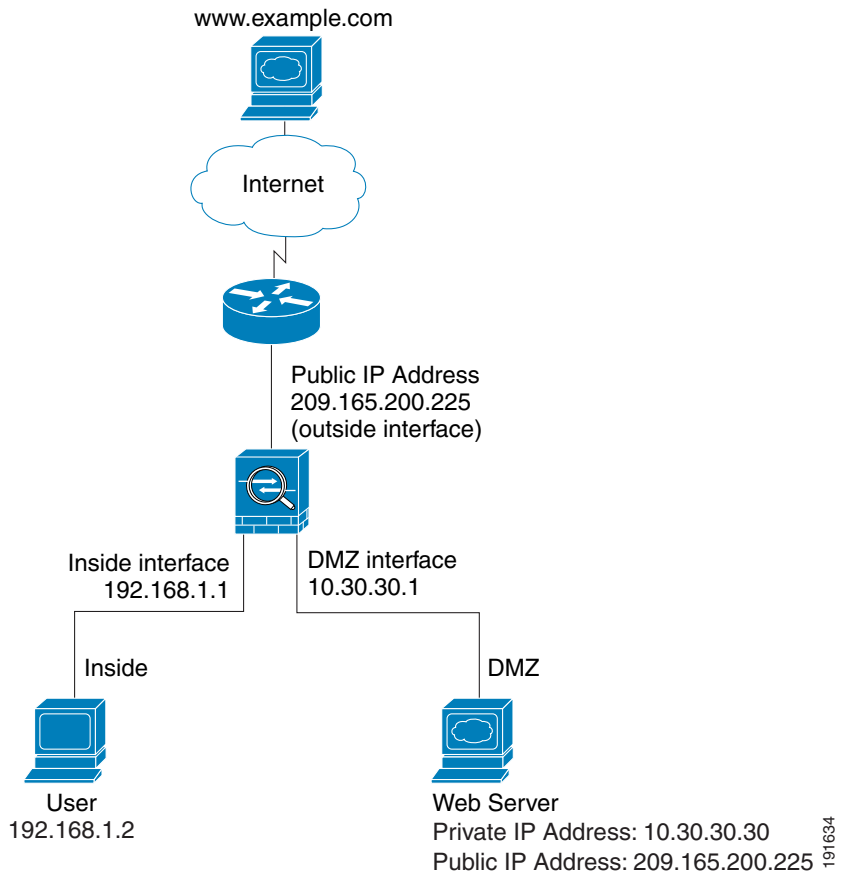 www.example.com
Internet
Public IP Address
209.165.200.225
(outside interface)
Inside interface
192.168.1.1
DMZ interface
10.30.30.1
Inside
DMZ
User
192.168.1.2
Web Server
Private IP Address: 10.30.30.30
Public IP Address: 209.165.200.225
191634